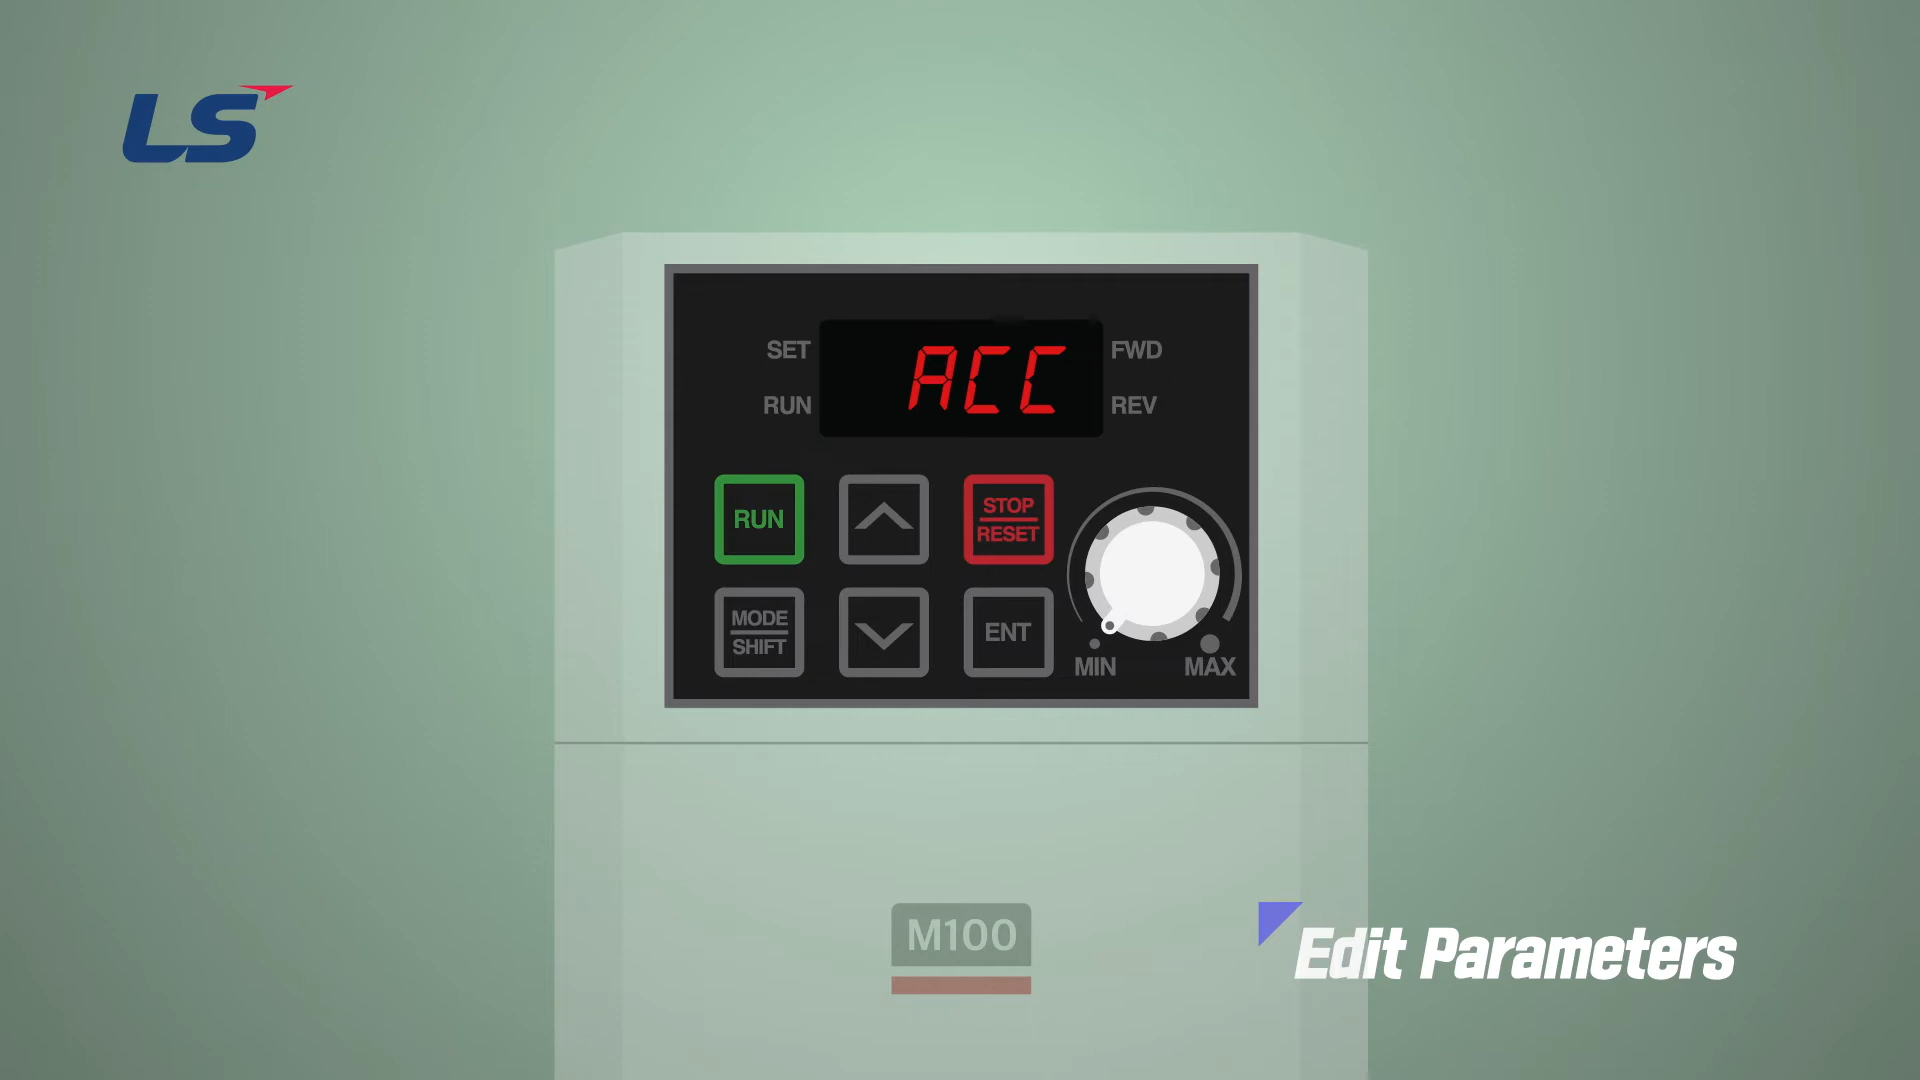 LS
SET
ACC
FWD
RUN
REV
RUN
STOP
RESET
MODE
SHIFT
ENT
MIN
MAX
M100
Edit Parameters